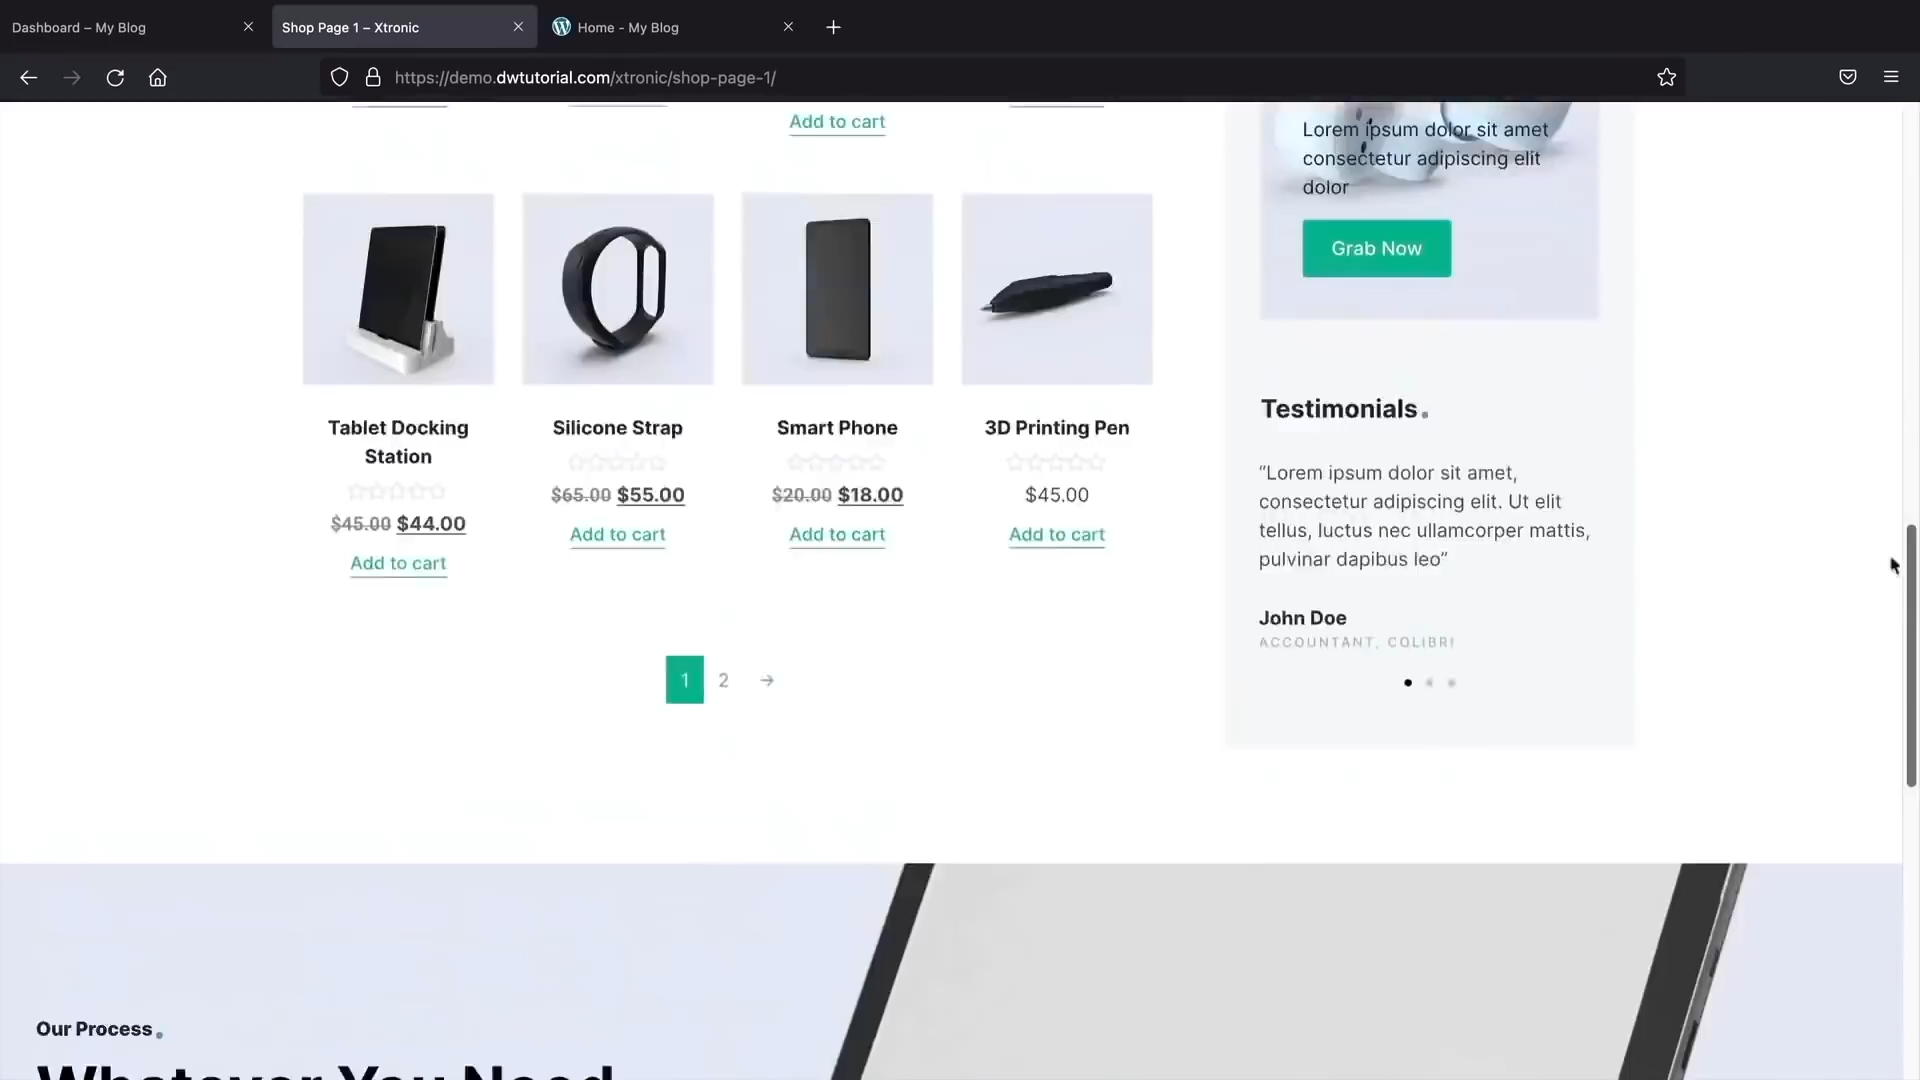 Dashboard – My Blog
Shop Page 1 – Xtronic
Home - My Blog
https://demo.dwtutorial.com/xtronic/shop-page-1/
Add to cart
Tablet Docking
Station
$45.00 $44.00
Add to cart
Silicone Strap
$65.00 $55.00
Add to cart
Smart Phone
$20.00 $18.00
Add to cart
3D Printing Pen
$45.00
Add to cart
1 2 →
Lorem ipsum dolor sit amet
consectetur adipiscing elit
dolor
Grab Now
Testimonials.
“Lorem ipsum dolor sit amet,
consectetur adipiscing elit. Ut elit
tellus, luctus nec ullamcorper mattis,
pulvinar dapibus leo”
John Doe
ACCOUNTANT, COLIBRI
Our Process.
Whatever You Need